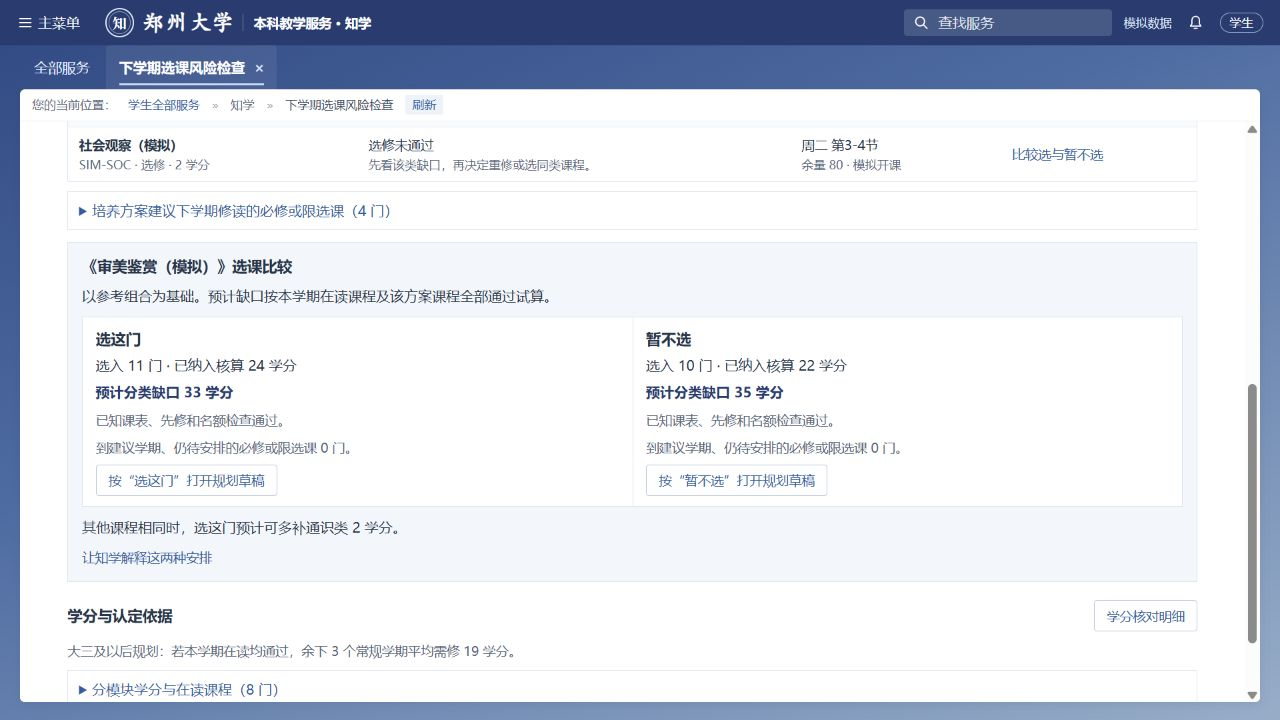 主菜单
知
郑州大学
本科教学服务·知学
查找服务
模拟数据
学生
全部服务
下学期选课风险检查 ×
您的当前位置： 学生全部服务 » 知学 » 下学期选课风险检查 刷新
社会观察（模拟） 选修未通过 周二 第3-4节
SIM-SOC · 选修 · 2 学分 先看该类缺口，再决定重修或选同类课程。 余量 80 · 模拟开课 比较选与暂不选
▶ 培养方案建议下学期修读的必修或限选课（4 门）
《审美鉴赏（模拟）》选课比较
以参考组合为基础。预计缺口按本学期在读课程及该方案课程全部通过试算。
选这门
选入 11 门 · 已纳入核算 24 学分
预计分类缺口 33 学分
已知课表、先修和名额检查通过。
到建议学期、仍待安排的必修或限选课 0 门。
按“选这门”打开规划草稿
暂不选
选入 10 门 · 已纳入核算 22 学分
预计分类缺口 35 学分
已知课表、先修和名额检查通过。
到建议学期、仍待安排的必修或限选课 0 门。
按“暂不选”打开规划草稿
其他课程相同时，选这门预计可多补通识类 2 学分。
让知学解释这两种安排
学分与认定依据
学分核对明细
大三及以后规划：若本学期在读均通过，余下 3 个常规学期平均需修 19 学分。
▶ 分模块学分与在读课程（8 门）